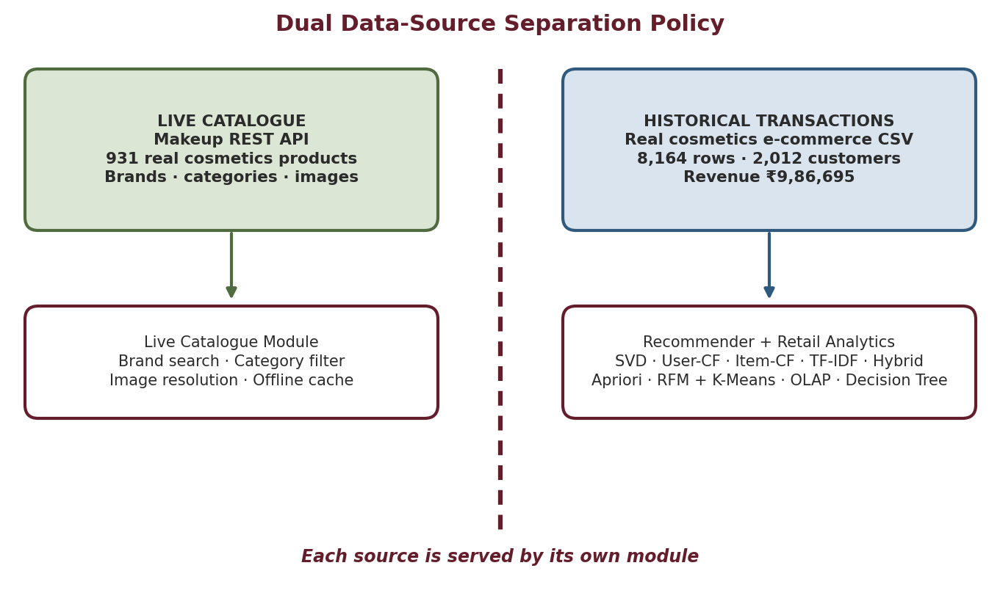 Dual Data-Source Separation Policy
LIVE CATALOGUE
Makeup REST API
931 real cosmetics products
Brands · categories · images
HISTORICAL TRANSACTIONS
Real cosmetics e-commerce CSV
8,164 rows · 2,012 customers
Revenue ₹9,86,695
Live Catalogue Module
Brand search · Category filter
Image resolution · Offline cache
Recommender + Retail Analytics
SVD · User-CF · Item-CF · TF-IDF · Hybrid
Apriori · RFM + K-Means · OLAP · Decision Tree
Each source is served by its own module